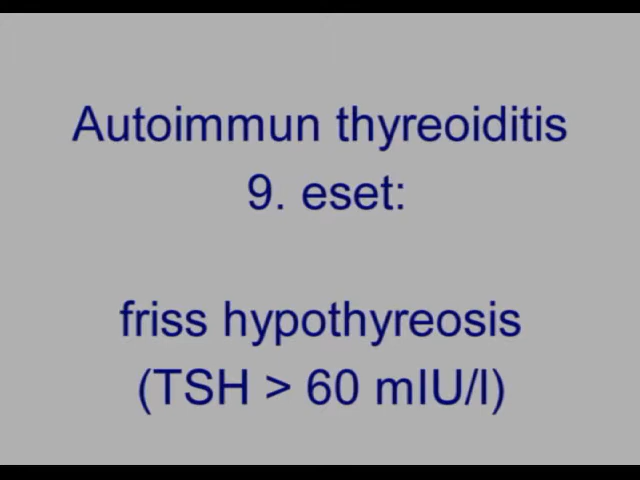 Autoimmun thyreoiditis
9. eset:
friss hypothyreosis
(TSH > 60 mIU/l)